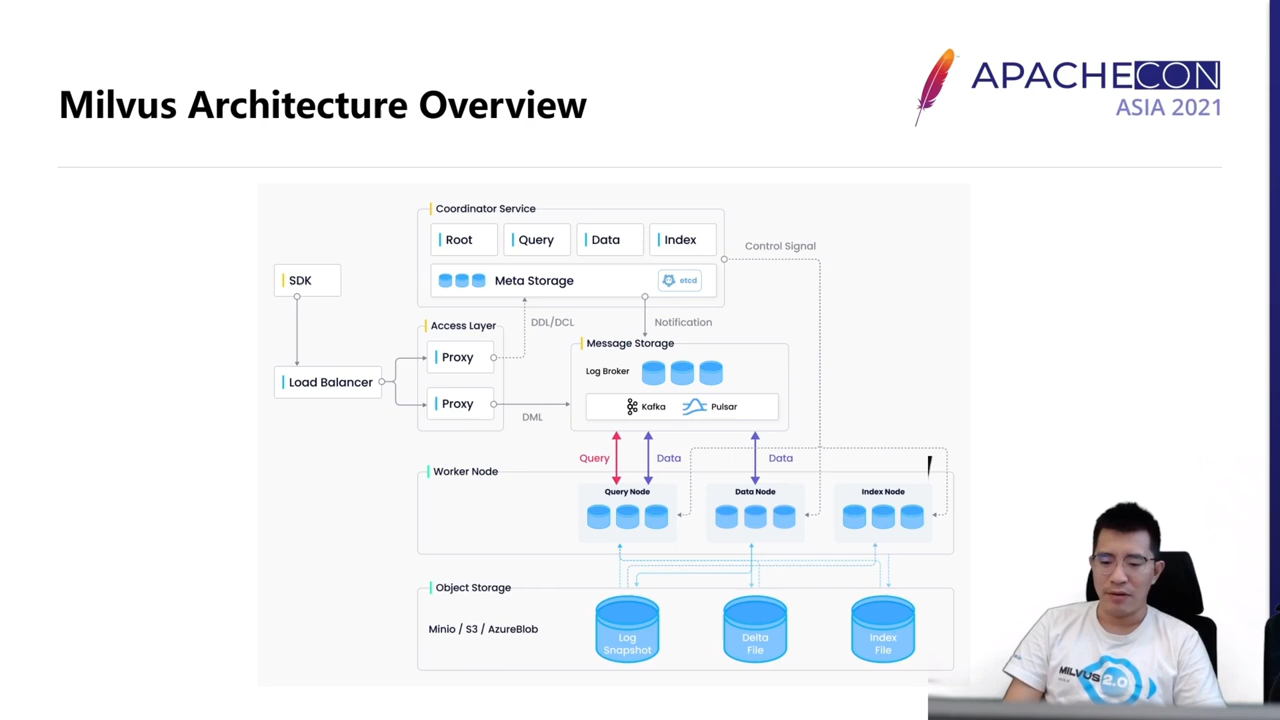 Milvus Architecture Overview
APACHECON
ASIA 2021
Coordinator Service
Root
Query
Data
Index
Meta Storage
etcd
Control Signal
SDK
DDL/DCL
Notification
Access Layer
Proxy
Load Balancer
Proxy
DML
Message Storage
Log Broker
Kafka
Pulsar
Query
Data
Data
Worker Node
Query Node
Data Node
Index Node
Object Storage
Minio / S3 / AzureBlob
Log
Snapshot
Delta
File
Index
File
MILVUS 2.0